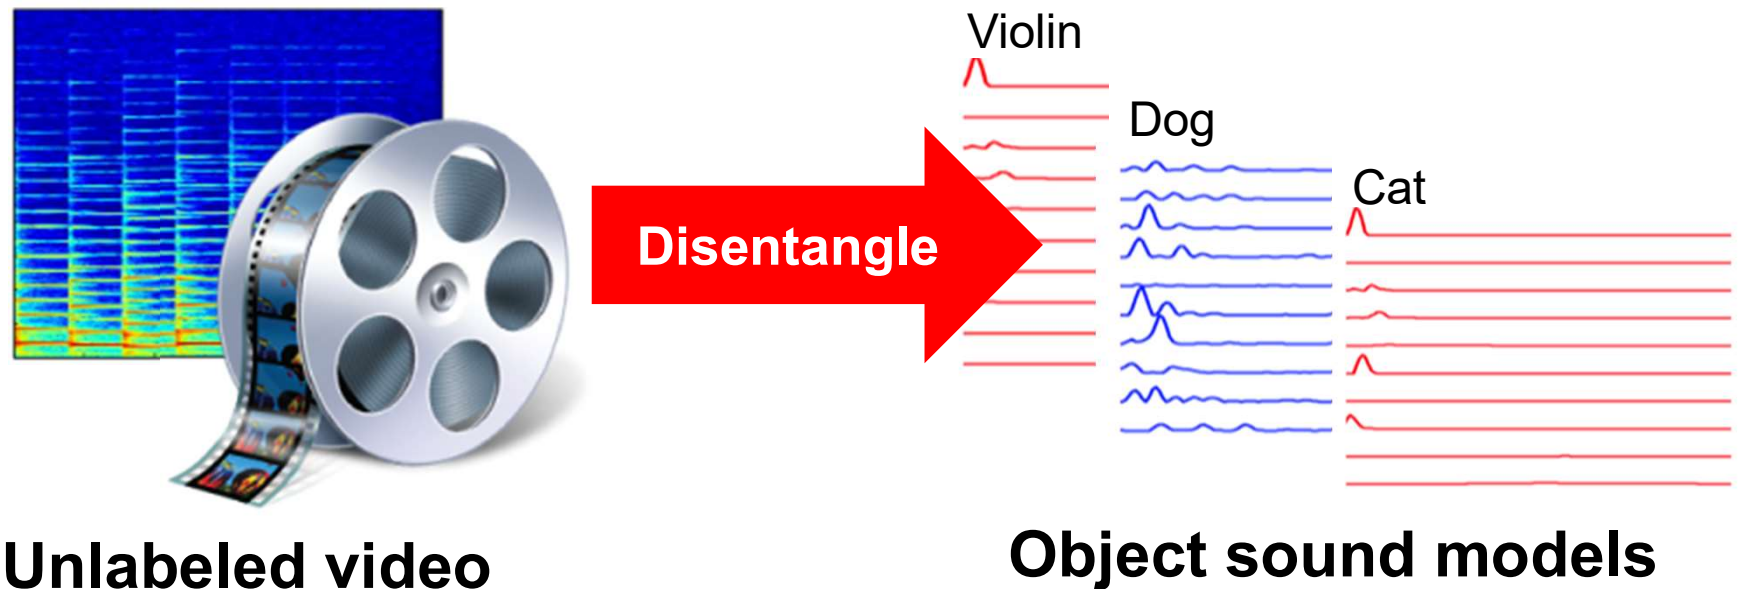 Violin
Dog
Cat
Disentangle
Unlabeled video
Object sound models